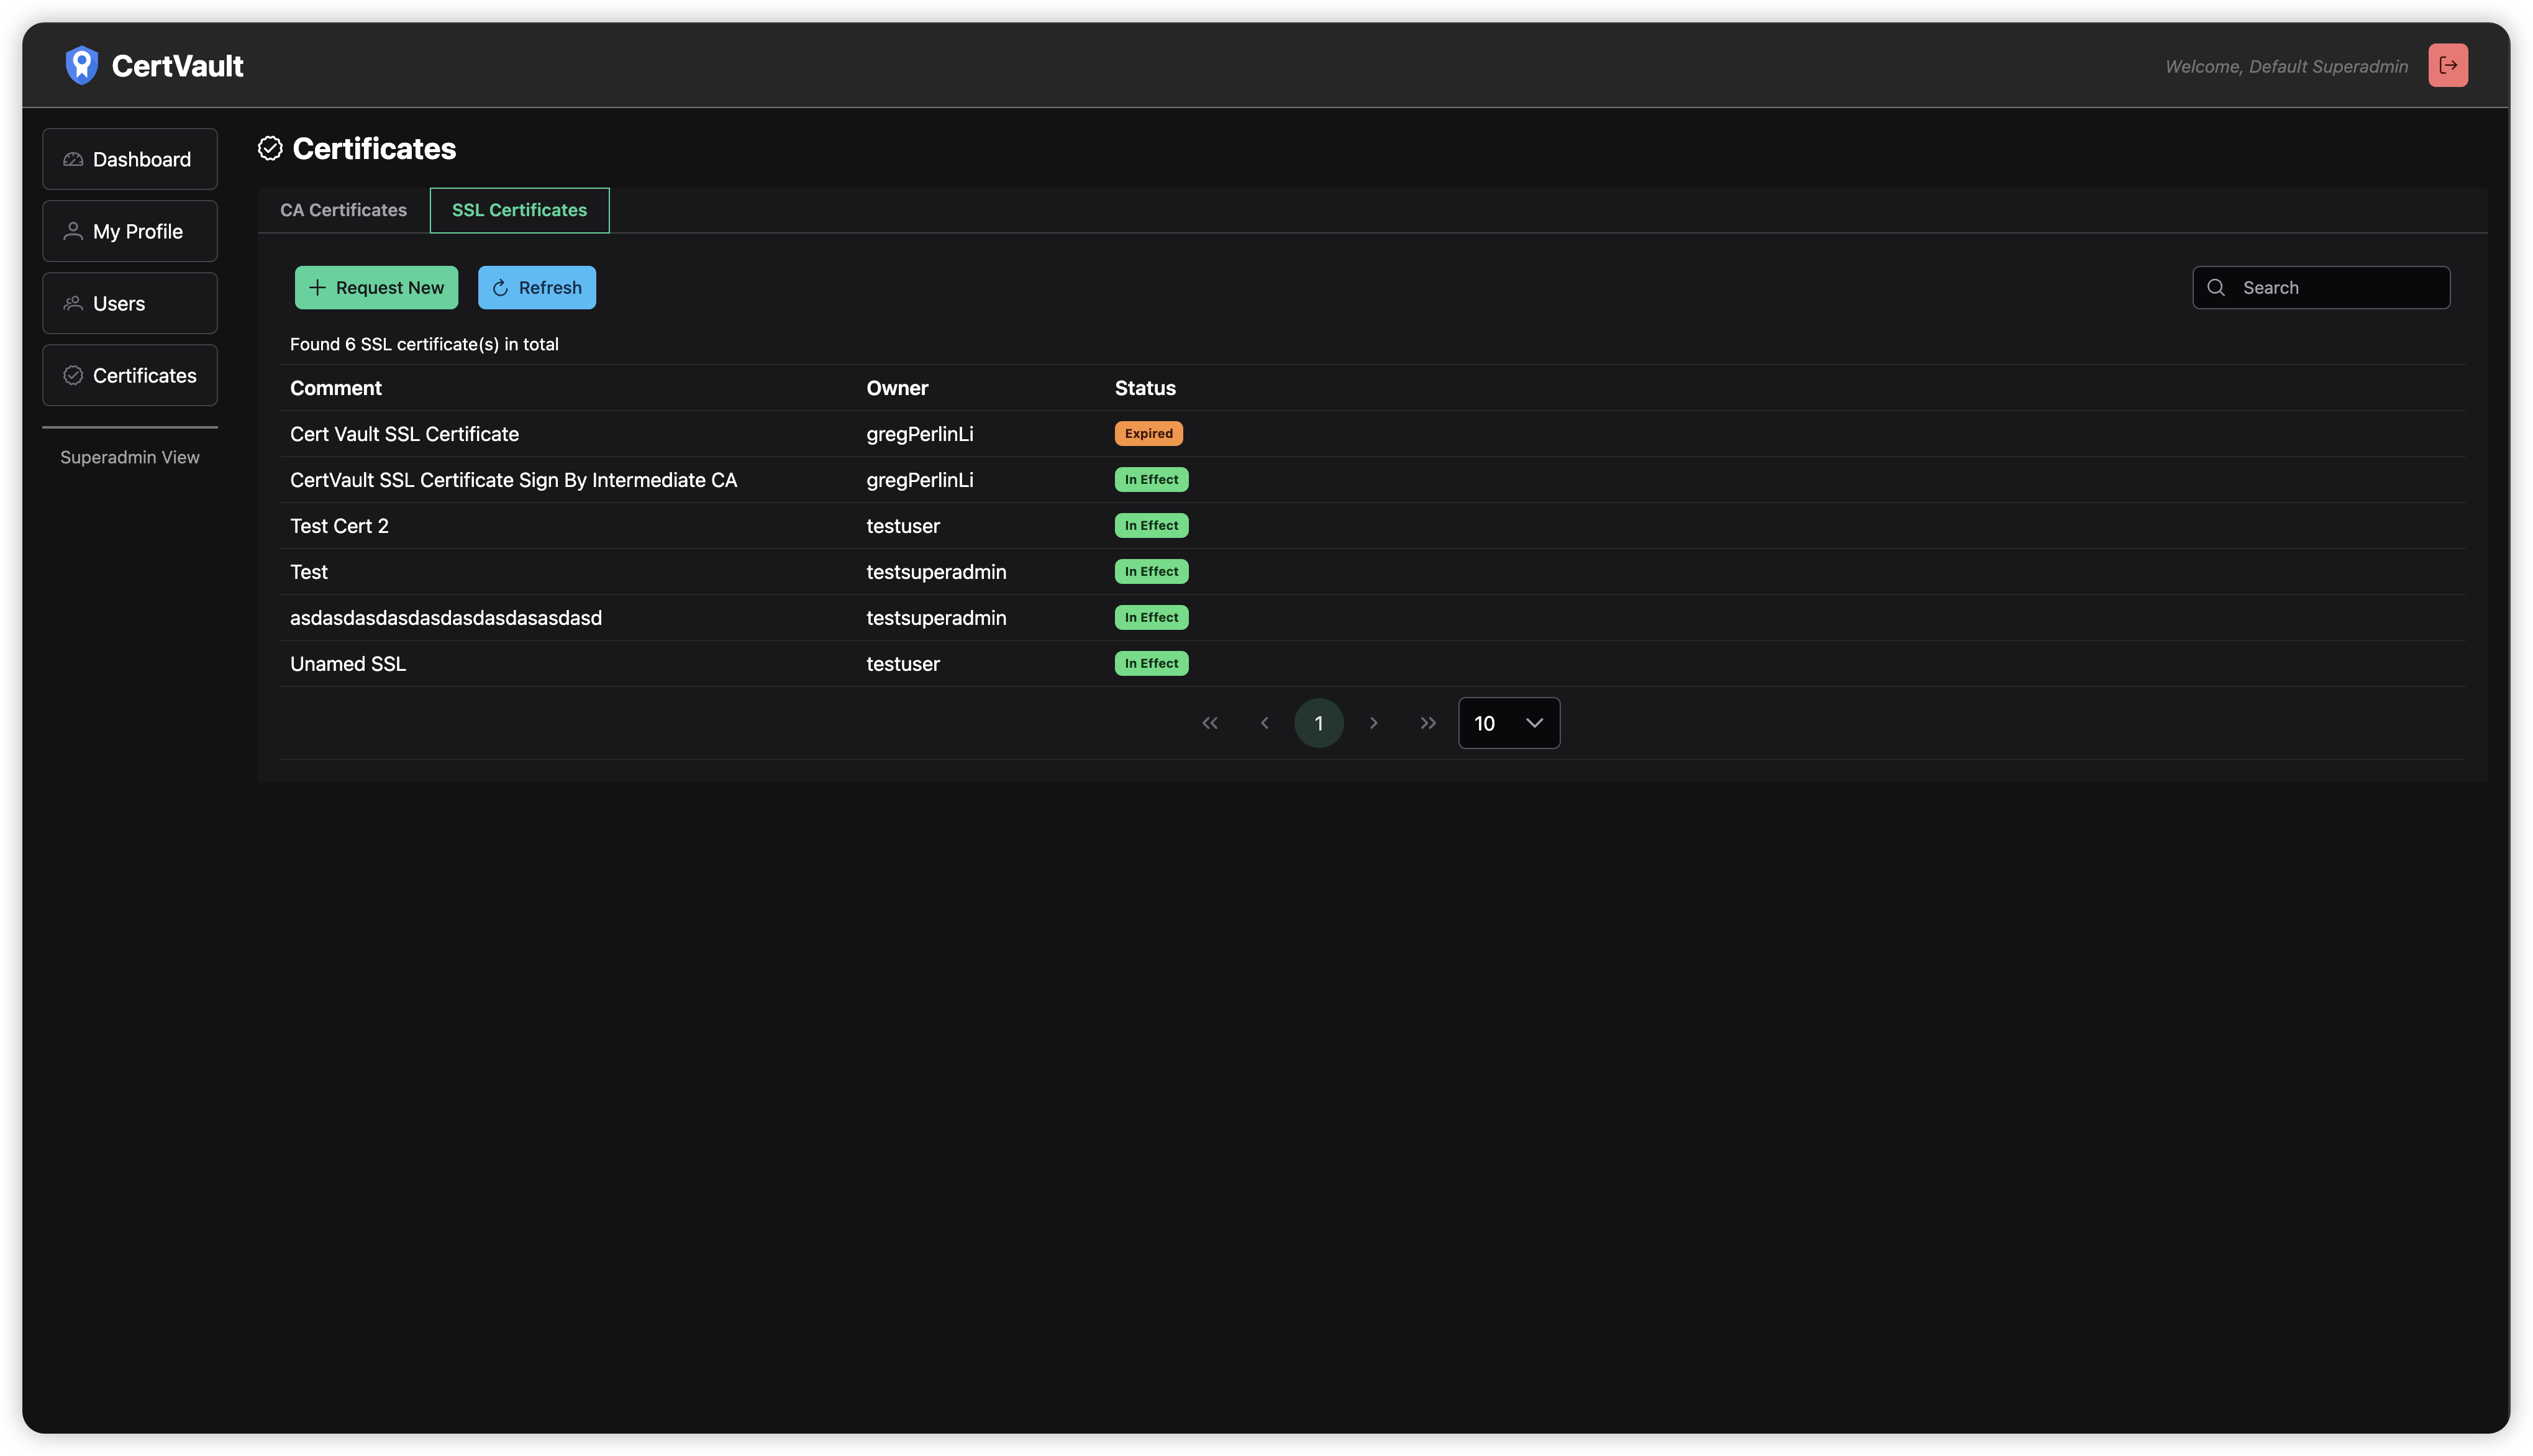 CertVault
Welcome, Default Superadmin
Dashboard
My Profile
Users
Certificates
Superadmin View
Certificates
CA Certificates
SSL Certificates
Request New
Refresh
Search
Found 6 SSL certificate(s) in total
Comment Owner Status
Cert Vault SSL Certificate gregPerlinLi Expired
CertVault SSL Certificate Sign By Intermediate CA gregPerlinLi In Effect
Test Cert 2 testuser In Effect
Test testsuperadmin In Effect
asdasdasdasdasdasdasdasasdasd testsuperadmin In Effect
Unamed SSL testuser In Effect
1
10